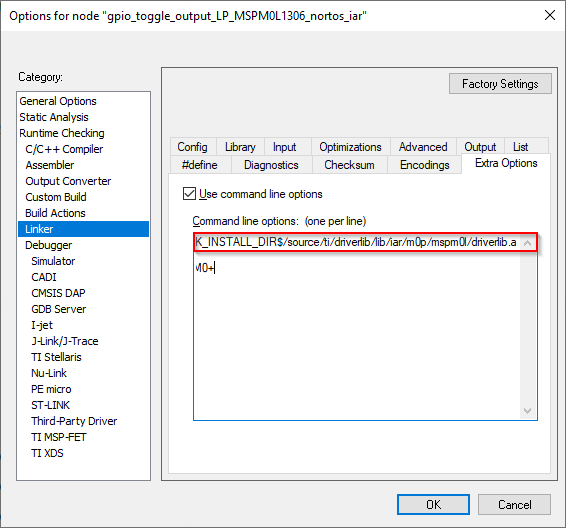 Options for node "gpio_toggle_output_LP_MSPM0L1306_nortos_iar"
Category:
General Options
Static Analysis
Runtime Checking
C/C++ Compiler
Assembler
Output Converter
Custom Build
Build Actions
Linker
Debugger
Simulator
CADI
CMSIS DAP
GDB Server
I-jet
J-Link/J-Trace
TI Stellaris
Nu-Link
PE micro
ST-LINK
Third-Party Driver
TI MSP-FET
TI XDS
Factory Settings
Config Library Input Optimizations Advanced Output List
#define Diagnostics Checksum Encodings Extra Options
Use command line options
Command line options: (one per line)
K_INSTALL_DIR$/source/ti/driverlib/lib/iar/m0p/mspm0l/driverlib.a
M0+
OK Cancel